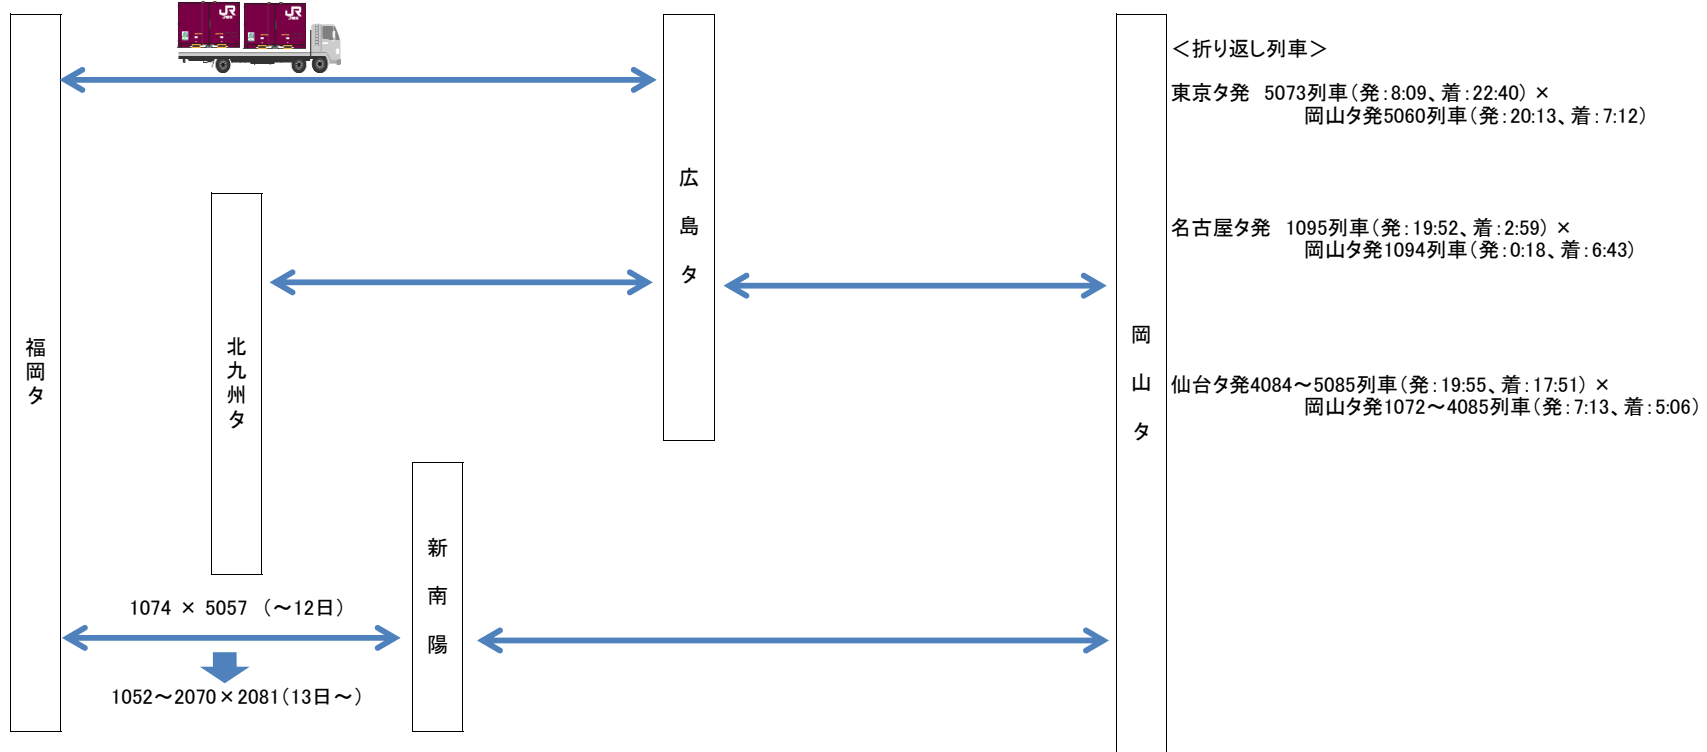 JR
JR
＜折り返し列車＞
東京タ発　5073列車（発：8:09、着：22:40）×
岡山タ発5060列車（発：20:13、着：7:12）
広島タ
名古屋タ発　1095列車（発：19:52、着：2:59）×
岡山タ発1094列車（発：0:18、着：6:43）
福岡タ
北九州タ
岡山タ
仙台タ発4084～5085列車（発：19:55、着：17:51）×
岡山タ発1072～4085列車（発：7:13、着：5:06）
新南陽
1074 × 5057 （～12日）
1052～2070×2081（13日～）